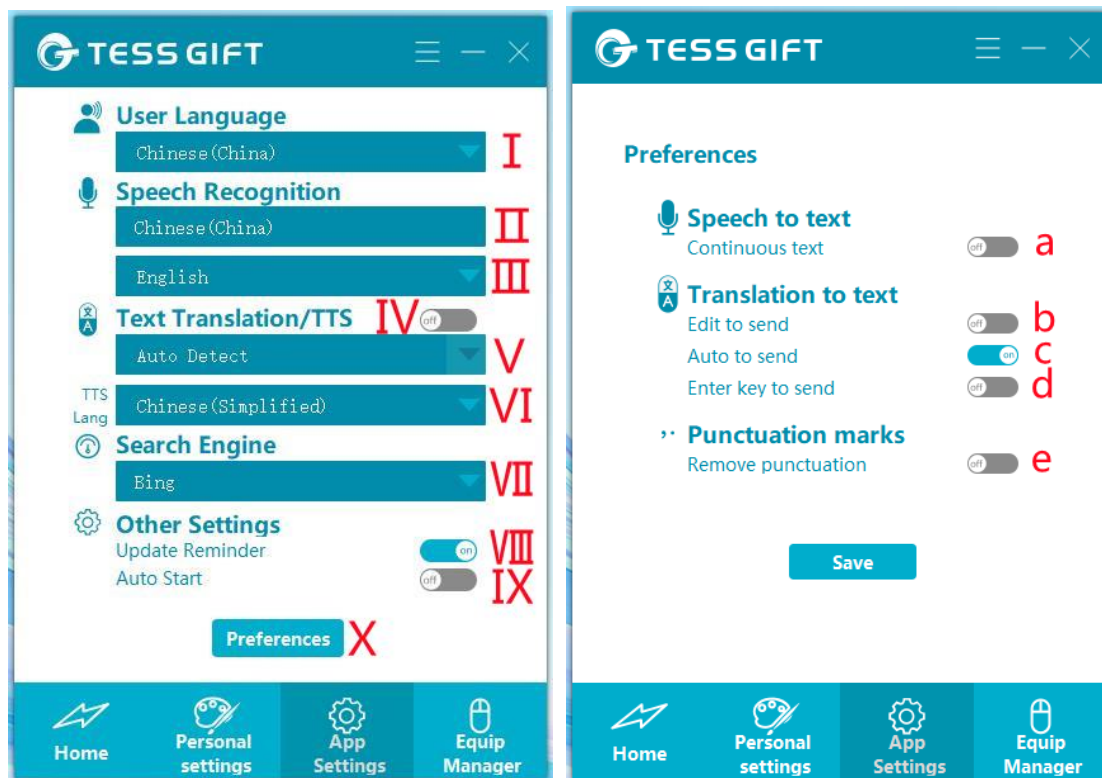 TESS GIFT
User Language
Chinese(China)
I
Speech Recognition
Chinese(China)
II
English
III
Text Translation/TTS
IV
off
Auto Detect
V
TTS
Lang
Chinese(Simplified)
VI
Search Engine
Bing
VII
Other Settings
Update Reminder
on
VIII
Auto Start
off
IX
Preferences
X
Home
Personal
settings
App
Settings
Equip
Manager
TESS GIFT
Preferences
Speech to text
Continuous text
off
a
文
A
Translation to text
Edit to send
off
b
Auto to send
on
c
Enter key to send
off
d
Punctuation marks
Remove punctuation
off
e
Save
Home
Personal
settings
App
Settings
Equip
Manager